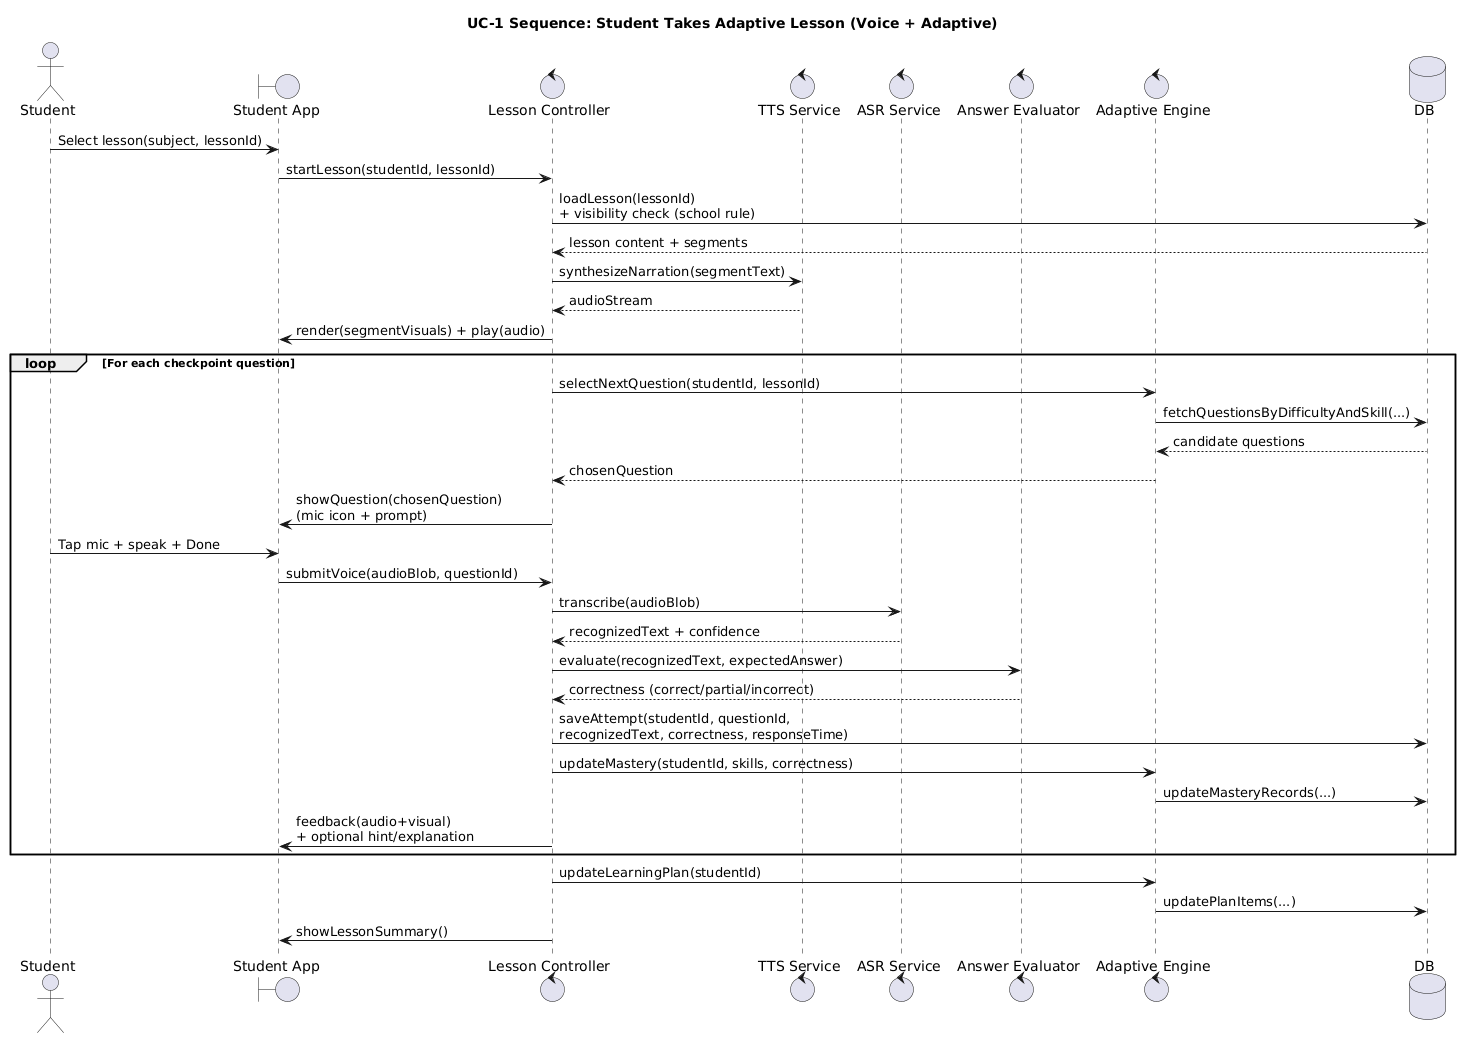 UC-1 Sequence: Student Takes Adaptive Lesson (Voice + Adaptive)
Student
Student App
Lesson Controller
TTS Service
ASR Service
Answer Evaluator
Adaptive Engine
DB
Select lesson(subject, lessonId)
startLesson(studentId, lessonId)
loadLesson(lessonId)
+ visibility check (school rule)
lesson content + segments
synthesizeNarration(segmentText)
audioStream
render(segmentVisuals) + play(audio)
loop
[For each checkpoint question]
selectNextQuestion(studentId, lessonId)
fetchQuestionsByDifficultyAndSkill(...)
candidate questions
chosenQuestion
showQuestion(chosenQuestion)
(mic icon + prompt)
Tap mic + speak + Done
submitVoice(audioBlob, questionId)
transcribe(audioBlob)
recognizedText + confidence
evaluate(recognizedText, expectedAnswer)
correctness (correct/partial/incorrect)
saveAttempt(studentId, questionId,
recognizedText, correctness, responseTime)
updateMastery(studentId, skills, correctness)
updateMasteryRecords(...)
feedback(audio+visual)
+ optional hint/explanation
updateLearningPlan(studentId)
updatePlanItems(...)
showLessonSummary()
Student
Student App
Lesson Controller
TTS Service
ASR Service
Answer Evaluator
Adaptive Engine
DB